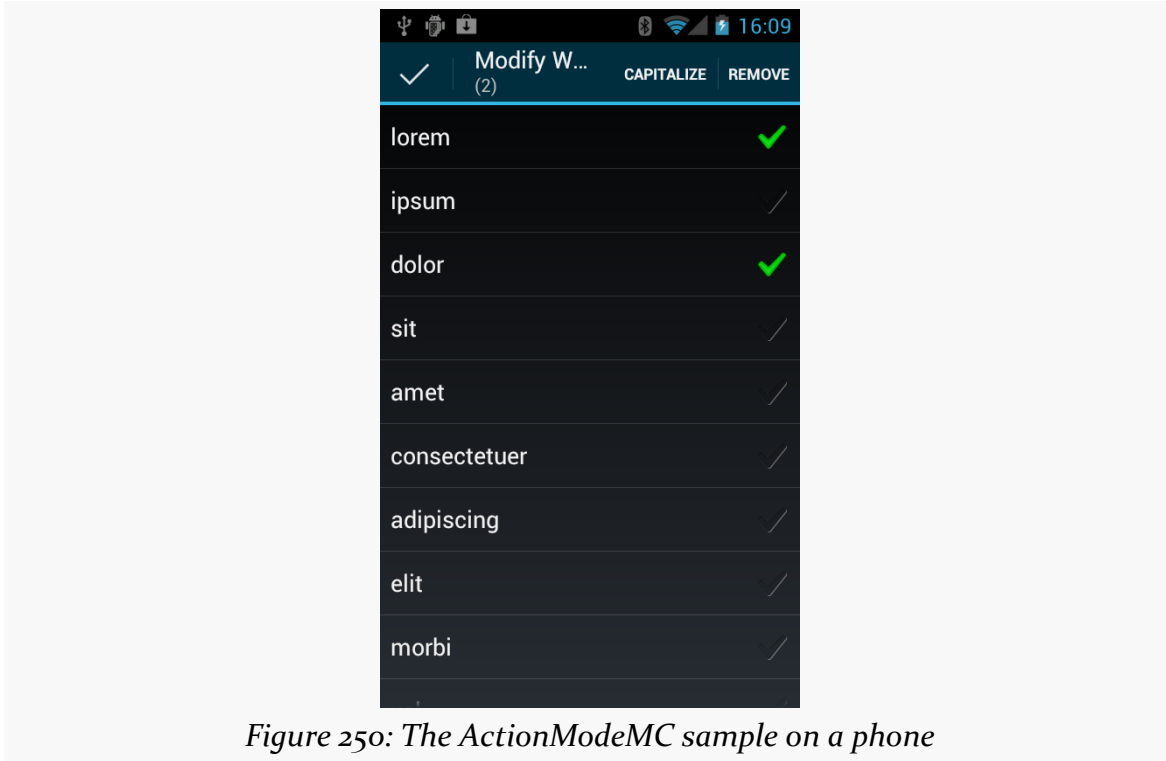 16:09
Modify W...
(2)
CAPITALIZE REMOVE
lorem
ipsum
dolor
sit
amet
consectetuer
adipiscing
elit
morbi
Figure 250: The ActionModeMC sample on a phone